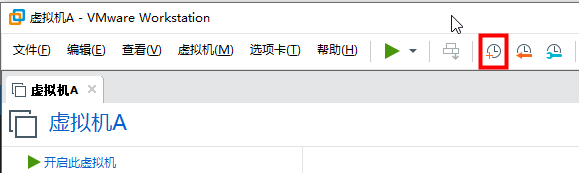 虚拟机A - VMware Workstation
文件(F) 编辑(E) 查看(V) 虚拟机(M) 选项卡(T) 帮助(H)
虚拟机A
虚拟机A
开启此虚拟机